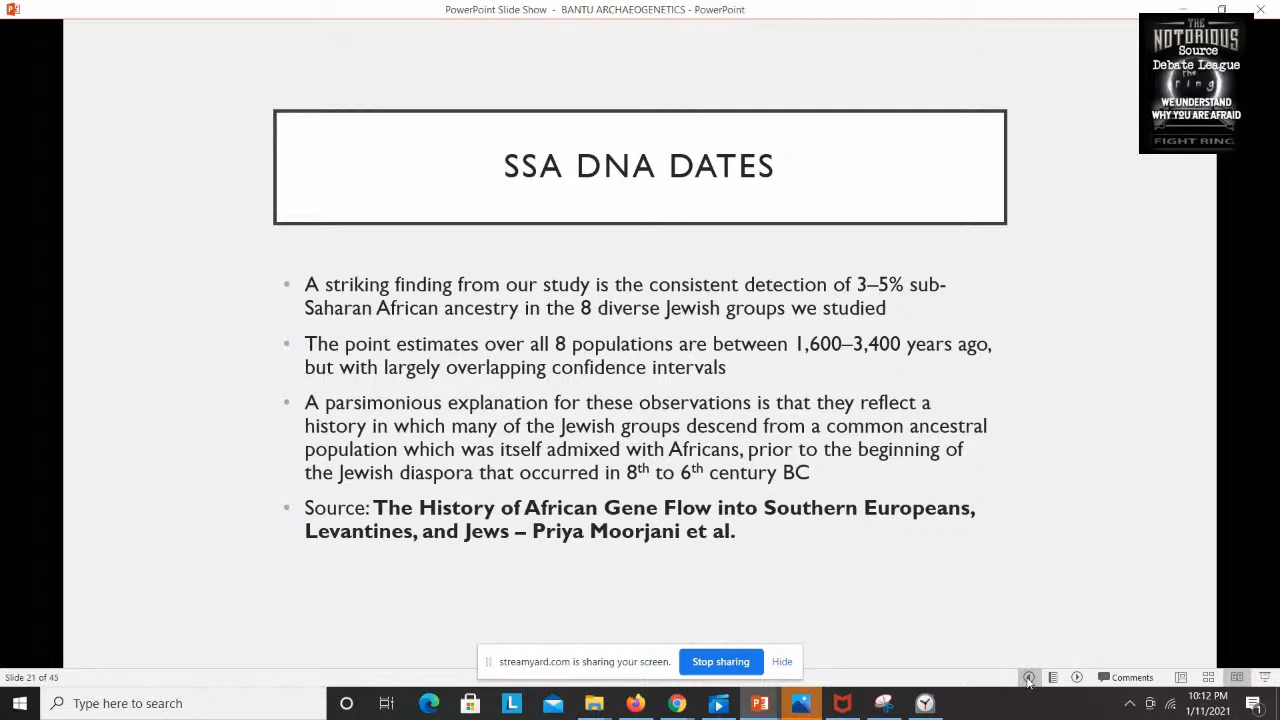 PowerPoint Slide Show - BANTU ARCHAEOGENETICS - PowerPoint
THE
NOTORIOUS
Source
Debate League
the
ring
WE UNDERSTAND
WHY YOU ARE AFRAID
FIGHT RING
SSA DNA DATES
• A striking finding from our study is the consistent detection of 3–5% sub-
Saharan African ancestry in the 8 diverse Jewish groups we studied
• The point estimates over all 8 populations are between 1,600–3,400 years ago,
but with largely overlapping confidence intervals
• A parsimonious explanation for these observations is that they reflect a
history in which many of the Jewish groups descend from a common ancestral
population which was itself admixed with Africans, prior to the beginning of
the Jewish diaspora that occurred in 8th to 6th century BC
• Source: The History of African Gene Flow into Southern Europeans,
Levantines, and Jews – Priya Moorjani et al.
streamyard.com is sharing your screen. Stop sharing Hide
Slide 21 of 45 Comments
Type here to search
10:12 PM
1/11/2021